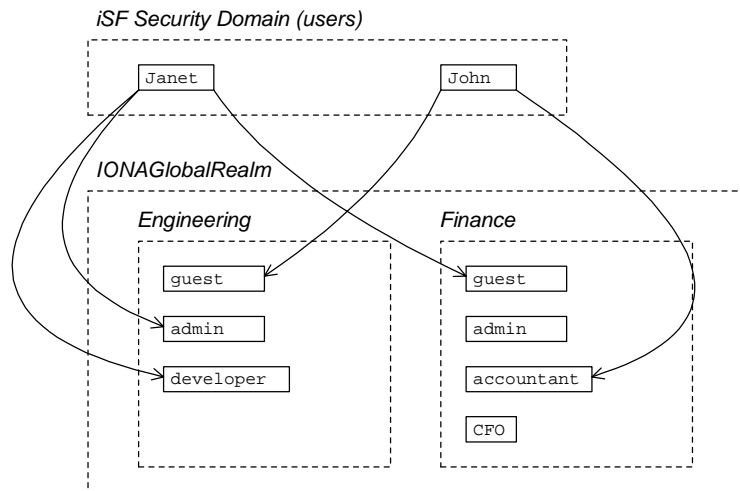 iSF Security Domain (users)
Janet
John
IONAGlobalRealm
Engineering
Finance
guest
guest
admin
admin
developer
accountant
CFO